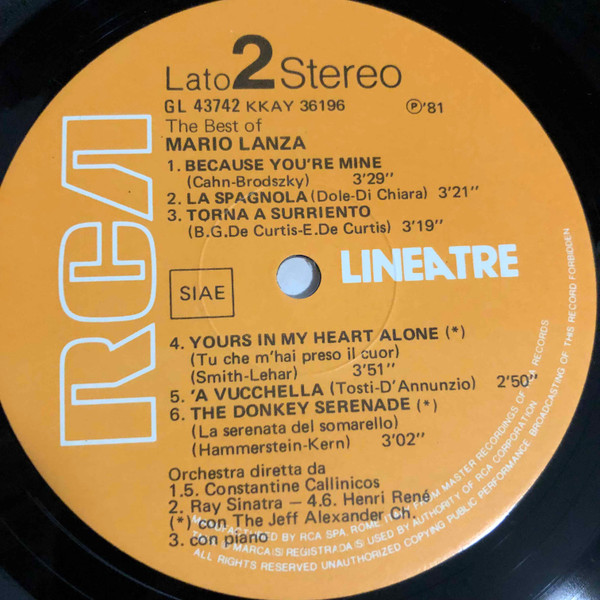 Lato 2 Stereo
GL 43742 KKAY 36196 Ⓟ'81
The Best of
MARIO LANZA
1. BECAUSE YOU'RE MINE
(Cahn-Brodszky) 3'29''
2. LA SPAGNOLA (Dole-Di Chiara) 3'21''
3. TORNA A SURRIENTO
(B.G.De Curtis-E.De Curtis) 3'19''
RCA
SIAE
LINEATRE
4. YOURS IN MY HEART ALONE (*)
(Tu che m'hai preso il cuor)
(Smith-Lehar) 3'51''
5. 'A VUCCHELLA (Tosti-D'Annunzio) 2'50''
6. THE DONKEY SERENADE (*)
(La serenata del somarello)
(Hammerstein-Kern) 3'02''
Orchestra diretta da
1.5. Constantine Callinicos
2. Ray Sinatra – 4.6. Henri René
(*) con The Jeff Alexander Ch.
3. con piano
MANUFACTURED BY RCA SPA, ROME ITALY FROM MASTER RECORDINGS OF RCA RECORDS
MARCA(S) REGISTRADA(S) USED BY AUTHORITY OF RCA CORPORATION
ALL RIGHTS RESERVED UNAUTHORIZED COPYING PUBLIC PERFORMANCE BROADCASTING OF THIS RECORD FORBIDDEN